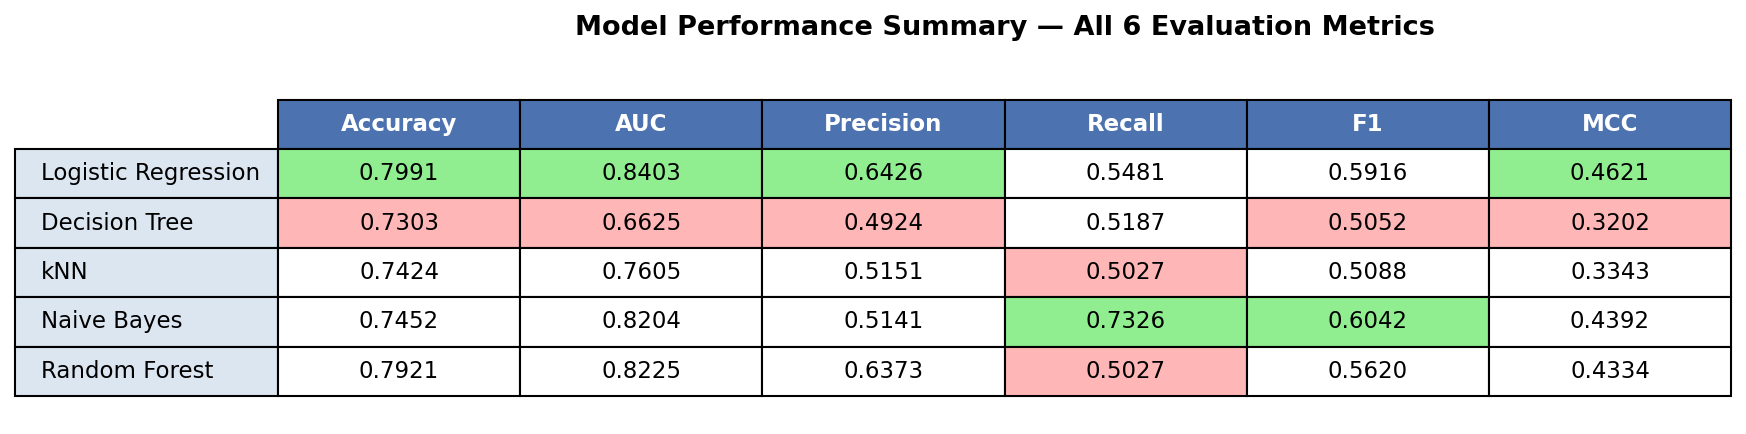 Model Performance Summary — All 6 Evaluation Metrics
Accuracy AUC Precision Recall F1 MCC
Logistic Regression 0.7991 0.8403 0.6426 0.5481 0.5916 0.4621
Decision Tree 0.7303 0.6625 0.4924 0.5187 0.5052 0.3202
kNN 0.7424 0.7605 0.5151 0.5027 0.5088 0.3343
Naive Bayes 0.7452 0.8204 0.5141 0.7326 0.6042 0.4392
Random Forest 0.7921 0.8225 0.6373 0.5027 0.5620 0.4334